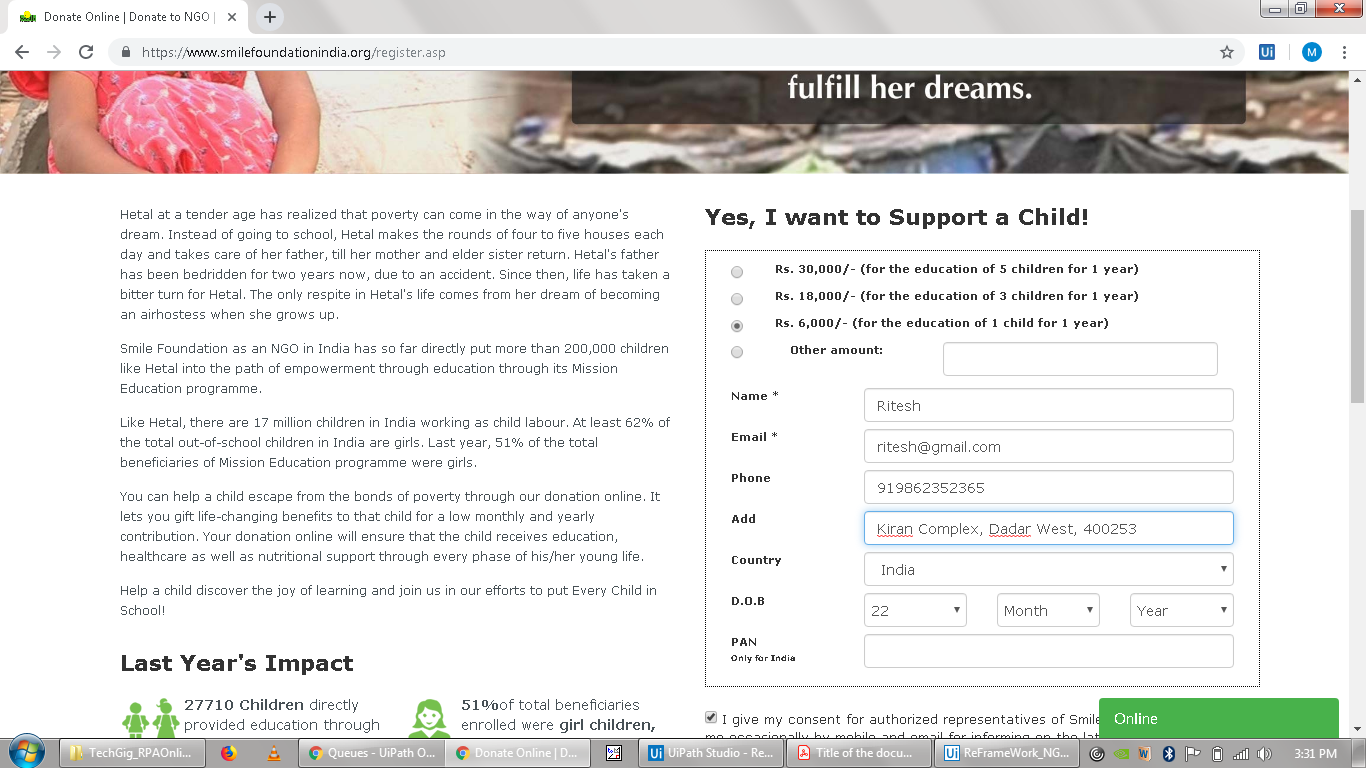 Donate Online | Donate to NGO |
https://www.smilefoundationindia.org/register.asp
Ui
M
fulfill her dreams.
Hetal at a tender age has realized that poverty can come in the way of anyone's
dream. Instead of going to school, Hetal makes the rounds of four to five houses each
day and takes care of her father, till her mother and elder sister return. Hetal's father
has been bedridden for two years now, due to an accident. Since then, life has taken a
bitter turn for Hetal. The only respite in Hetal's life comes from her dream of becoming
an airhostess when she grows up.
Smile Foundation as an NGO in India has so far directly put more than 200,000 children
like Hetal into the path of empowerment through education through its Mission
Education programme.
Like Hetal, there are 17 million children in India working as child labour. At least 62% of
the total out-of-school children in India are girls. Last year, 51% of the total
beneficiaries of Mission Education programme were girls.
You can help a child escape from the bonds of poverty through our donation online. It
lets you gift life-changing benefits to that child for a low monthly and yearly
contribution. Your donation online will ensure that the child receives education,
healthcare as well as nutritional support through every phase of his/her young life.
Help a child discover the joy of learning and join us in our efforts to put Every Child in
School!
Last Year's Impact
27710 Children directly
provided education through
51%of total beneficiaries
enrolled were girl children,
Yes, I want to Support a Child!
Rs. 30,000/- (for the education of 5 children for 1 year)
Rs. 18,000/- (for the education of 3 children for 1 year)
Rs. 6,000/- (for the education of 1 child for 1 year)
Other amount:
Name * Ritesh
Email * ritesh@gmail.com
Phone 919862352365
Add Kiran Complex, Dadar West, 400253
Country India
D.O.B 22 Month Year
PAN
Only for India
I give my consent for authorized representatives of Smile
me occasionally by mobile and email for informing on the lat
Online
TechGig_RPAOnli...
Queues - UiPath O...
Donate Online | D...
Ui UiPath Studio - Re...
Title of the docu...
Ui ReFrameWork_NG...
3:31 PM